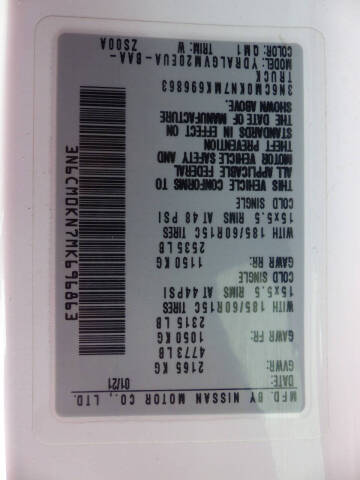 MFD. BY NISSAN MOTOR CO., LTD.
DATE: 01/21
GVWR: 2165 KG
4773 LB
GAWR FR: 1050 KG
2315 LB
WITH 185/60R15C TIRES
15x5.5 RIMS AT 44PSI
COLD SINGLE
GAWR RR: 1150 KG
2535 LB
WITH 185/60R15C TIRES
15x5.5 RIMS AT 48 PSI
COLD SINGLE
THIS VEHICLE CONFORMS TO
ALL APPLICABLE FEDERAL
MOTOR VEHICLE SAFETY AND
THEFT PREVENTION
STANDARDS IN EFFECT ON
THE DATE OF MANUFACTURE
ABOVE.
3N6CM0KN7MK696863
TRUCK
MODEL: YDRALGVM20EUA-BAA-
COLOR: QM1 TRIM: W ZS00A
3N6CM0KN7MK696863